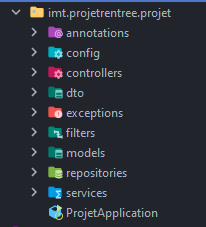 imt.projetrentree.projet
annotations
config
controllers
dto
exceptions
filters
models
repositories
services
ProjetApplication